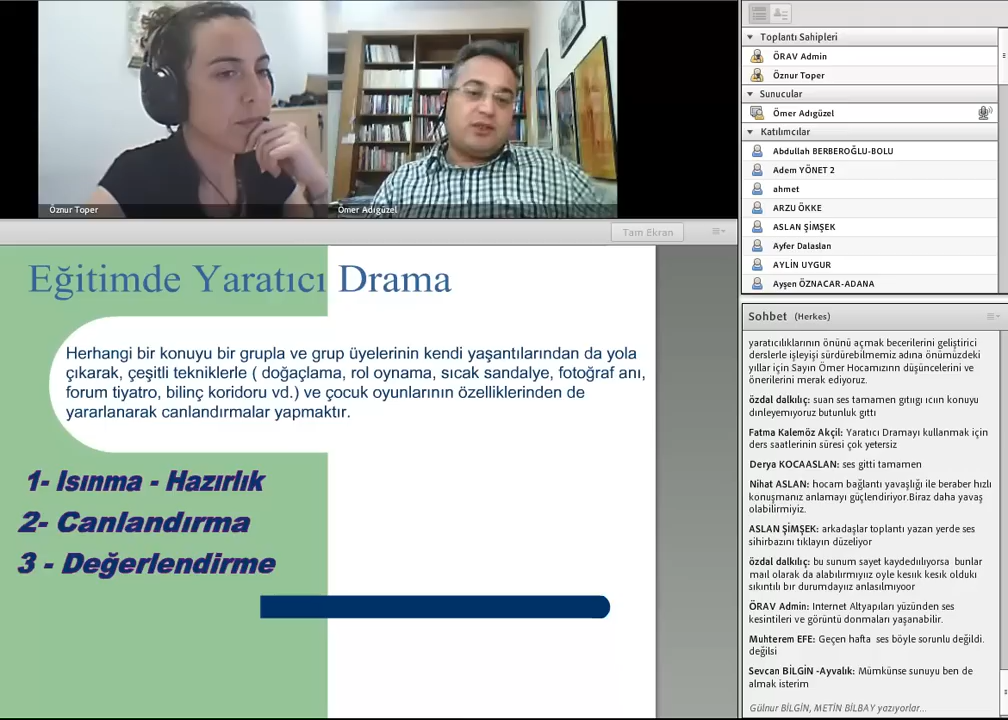 Öznur Toper
Ömer Adıgüzel
Tam Ekran
Eğitimde Yaratıcı Drama
Herhangi bir konuyu bir grupla ve grup üyelerinin kendi yaşantılarından da yola
çıkarak, çeşitli tekniklerle ( doğaçlama, rol oynama, sıcak sandalye, fotoğraf anı,
forum tiyatro, bilinç koridoru vd.) ve çocuk oyunlarının özelliklerinden de
yararlanarak canlandırmalar yapmaktır.
1- Isınma - Hazırlık
2- Canlandırma
3 - Değerlendirme
Toplantı Sahipleri
ÖRAV Admin
Öznur Toper
Sunucular
Ömer Adıgüzel
Katılımcılar
Abdullah BERBEROĞLU-BOLU
Adem YÖNET 2
ahmet
ARZU ÖKKE
ASLAN ŞİMŞEK
Ayfer Dalaslan
AYLİN UYGUR
Ayşen ÖZNACAR-ADANA
Sohbet (Herkes)
yaratıcılıklarının önünü açmak becerilerini geliştirici
derslerle işleyişi sürdürebilmemiz adına önümüzdeki
yıllar için Sayın Ömer Hocamızının düşüncelerini ve
önerilerini merak ediyoruz.
özdal dalkılıç: suan ses tamamen gıtıgı ıcıın konuyu
dınleyemıyoruz butunluk gıttı
Fatma Kalemöz Akçil: Yaratıcı Dramayı kullanmak için
ders saatlerinin süresi çok yetersiz
Derya KOCAASLAN: ses gitti tamamen
Nihat ASLAN: hocam bağlantı yavaşlığı ile beraber hızlı
konuşmanız anlamayı güçlendiriyor.Biraz daha yavaş
olabilirmiyiz.
ASLAN ŞİMŞEK: arkadaşlar toplantı yazan yerde ses
sihirbazını tıklayın düzeliyor
özdal dalkılıç: bu sunum sayet kaydedıılıyorsa bunlar
maıl olarak da alabılırmıyıız oyle kesıık kesık olduku
sıkıntılı bır durumdayıız anlasılmıyoor
ÖRAV Admin: Internet Altyapıları yüzünden ses
kesintileri ve görüntü donmaları yaşanabilir.
Muhterem EFE: Geçen hafta ses böyle sorunlu değildi.
değilsi
Sevcan BİLGİN -Ayvalık: Mümkünse sunuyu ben de
almak isterim
Gülnur BİLGİN, METİN BİLBAY yazıyorlar...